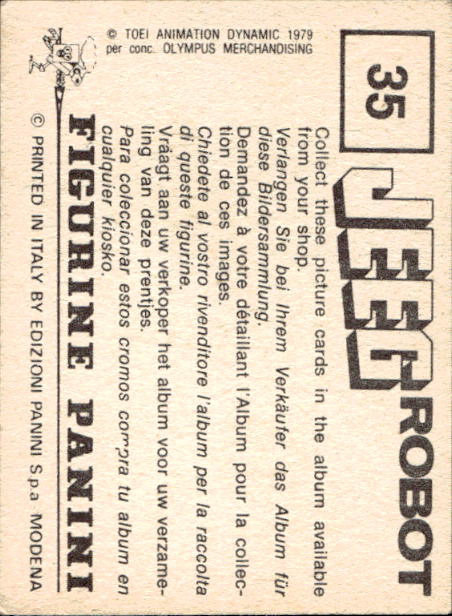 © TOEI ANIMATION DYNAMIC 1979
per conc. OLYMPUS MERCHANDISING
35
JEEG ROBOT
Collect these picture cards in the album available
from your shop.
Verlangen Sie bei Ihrem Verkäufer das Album für
diese Bildersammlung.
Demandez à votre détaillant l'Album pour la collec-
tion de ces images.
Chiedete al vostro rivenditore l'album per la raccolta
di queste figurine.
Vráagt aan uw verkoper het album voor uw verzame-
ling van deze prentjes.
Para coleccionar estos cromos compra tu album en
cualquier kiosko.
FIGURINE PANINI
© PRINTED IN ITALY BY EDIZIONI PANINI S.p.a MODENA